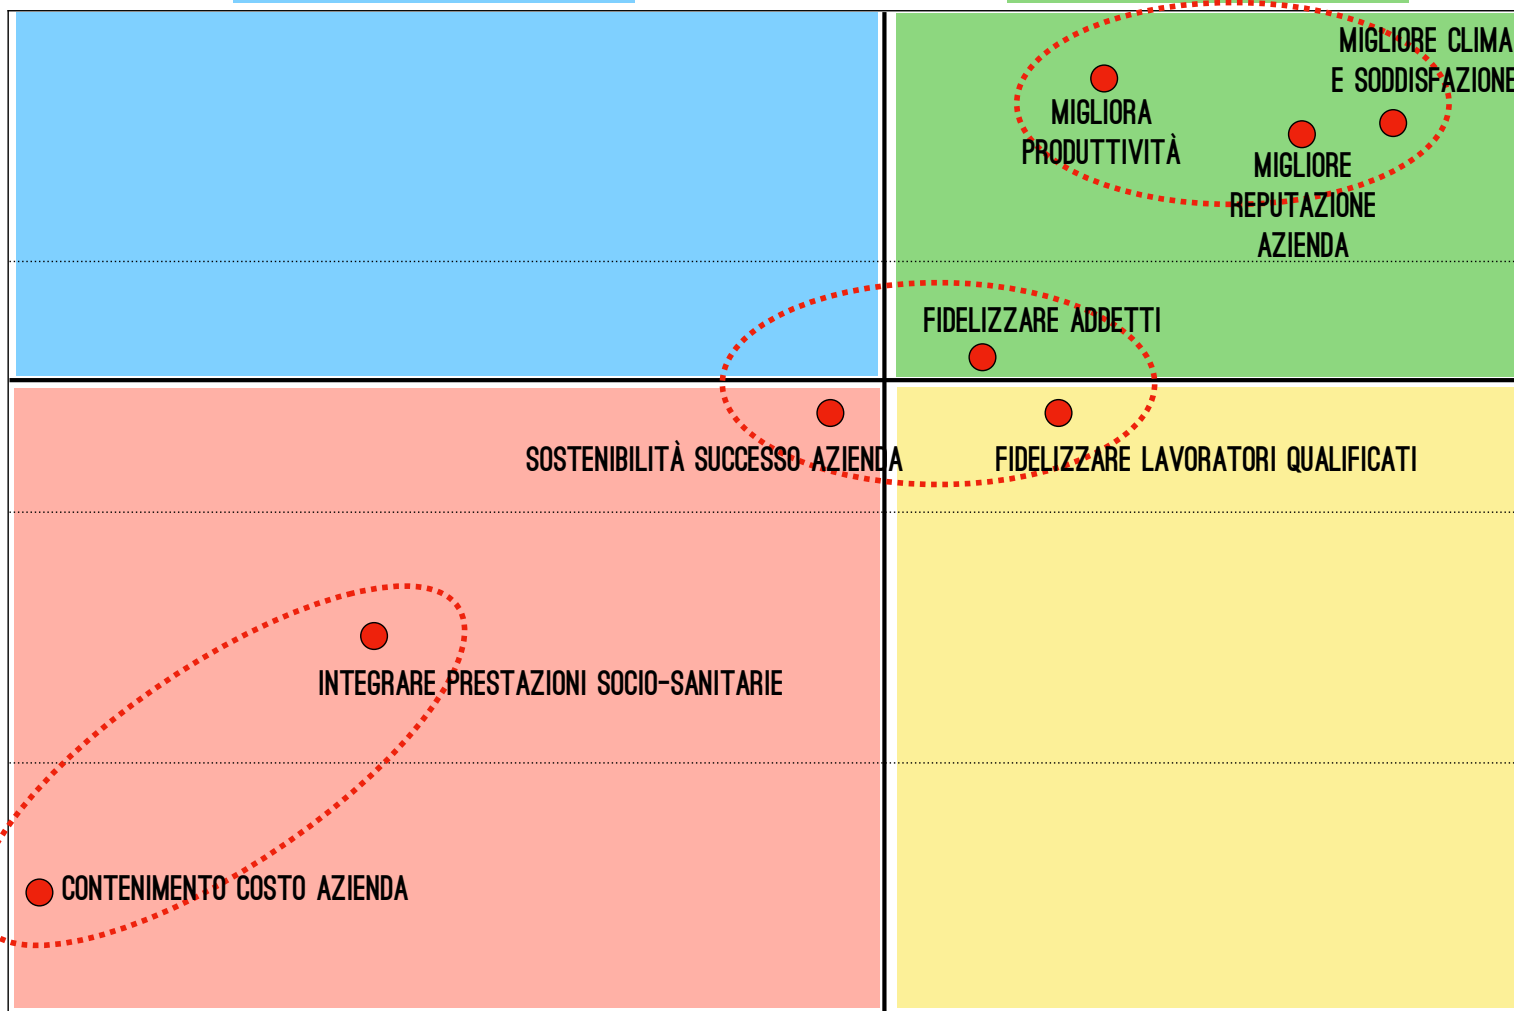 MIGLIORE CLIMA
E SODDISFAZIONE
MIGLIORA
PRODUTTIVITÀ
MIGLIORE
REPUTAZIONE
AZIENDA
FIDELIZZARE ADDETTI
SOSTENIBILITÀ SUCCESSO AZIENDA
FIDELIZZARE LAVORATORI QUALIFICATI
INTEGRARE PRESTAZIONI SOCIO-SANITARIE
CONTENIMENTO COSTO AZIENDA